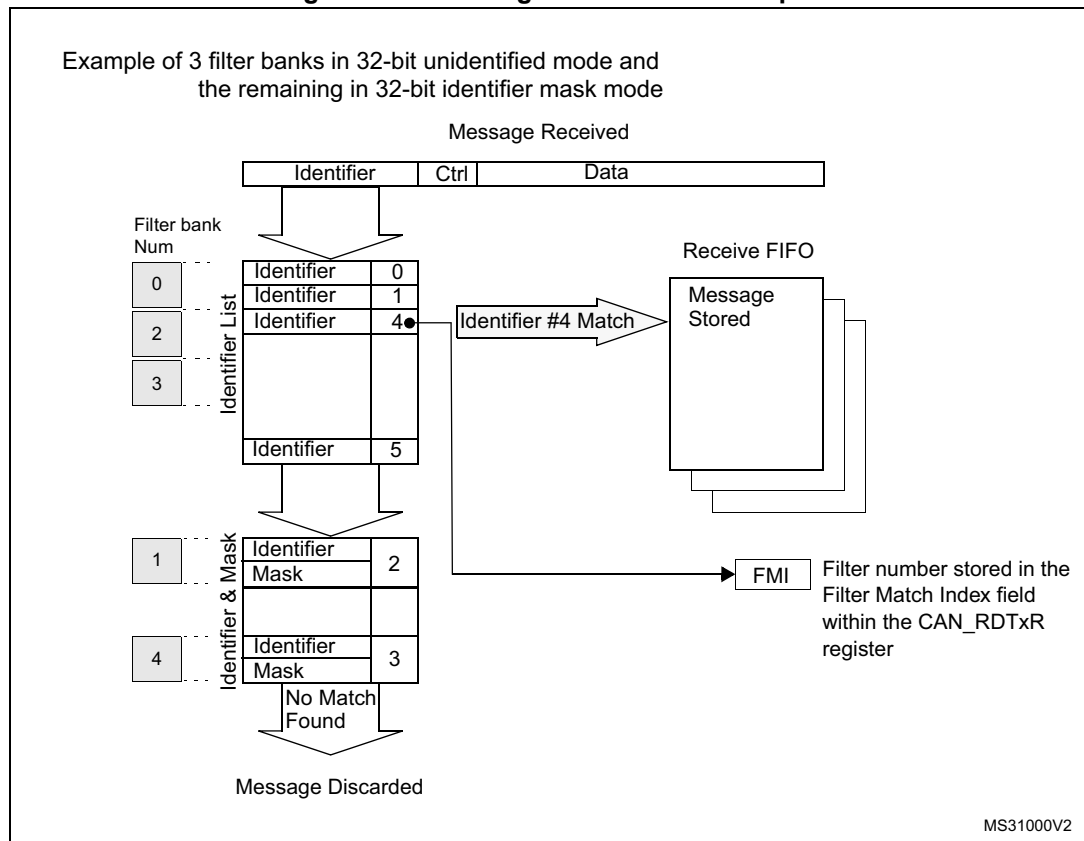 Example of 3 filter banks in 32-bit unidentified mode and
the remaining in 32-bit identifier mask mode
Message Received
Identifier Ctrl Data
Filter bank
Num
Receive FIFO
0
2
3
Identifier List
Identifier 0
Identifier 1
Identifier 4
Identifier 5
Identifier #4 Match
Message
Stored
1
4
Identifier & Mask
Identifier
Mask
2
Identifier
Mask
3
FMI
Filter number stored in the
Filter Match Index field
within the CAN_RDTxR
register
No Match
Found
Message Discarded
MS31000V2